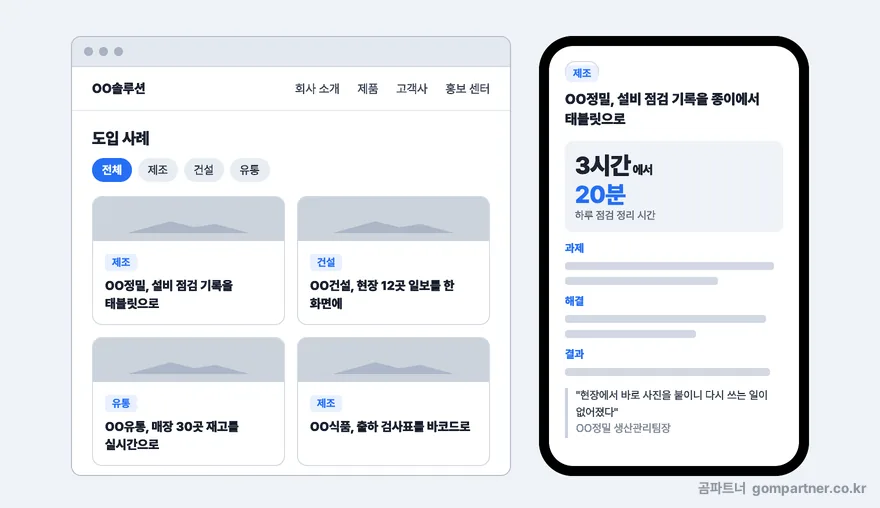 OO솔루션
회사 소개 제품 고객사 홍보 센터
도입 사례
전체 제조 건설 유통
제조
OO정밀, 설비 점검 기록을
태블릿으로
건설
OO건설, 현장 12곳 일보를 한
화면에
유통
OO유통, 매장 30곳 재고를
실시간으로
제조
OO식품, 출하 검사표를 바코드로
제조
OO정밀, 설비 점검 기록을 종이에서
태블릿으로
3시간에서
20분
하루 점검 정리 시간
과제
해결
결과
"현장에서 바로 사진을 붙이니 다시 쓰는 일이
없어졌다"
OO정밀 생산관리팀장
곰파트너 gompartner.co.kr